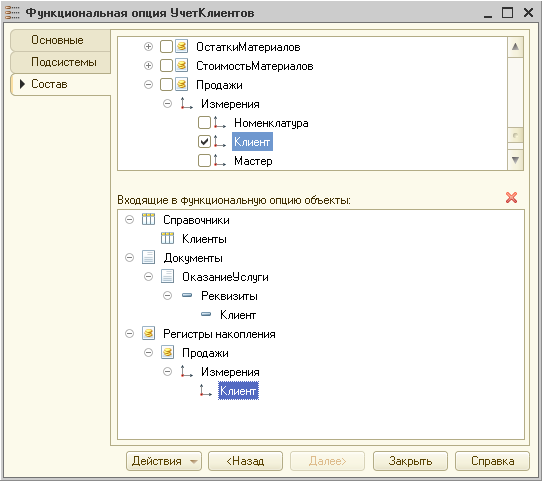 Функциональная опция УчетКлиентов
Основные
Подсистемы
Состав
ОстаткиМатериалов
СтоимостьМатериалов
Продажи
Измерения
Номенклатура
Клиент
Мастер
Входящие в функциональную опцию объекты:
Справочники
Клиенты
Документы
ОказаниеУслуги
Реквизиты
Клиент
Регистры накопления
Продажи
Измерения
Клиент
Действия <Назад Далее> Закрыть Справка